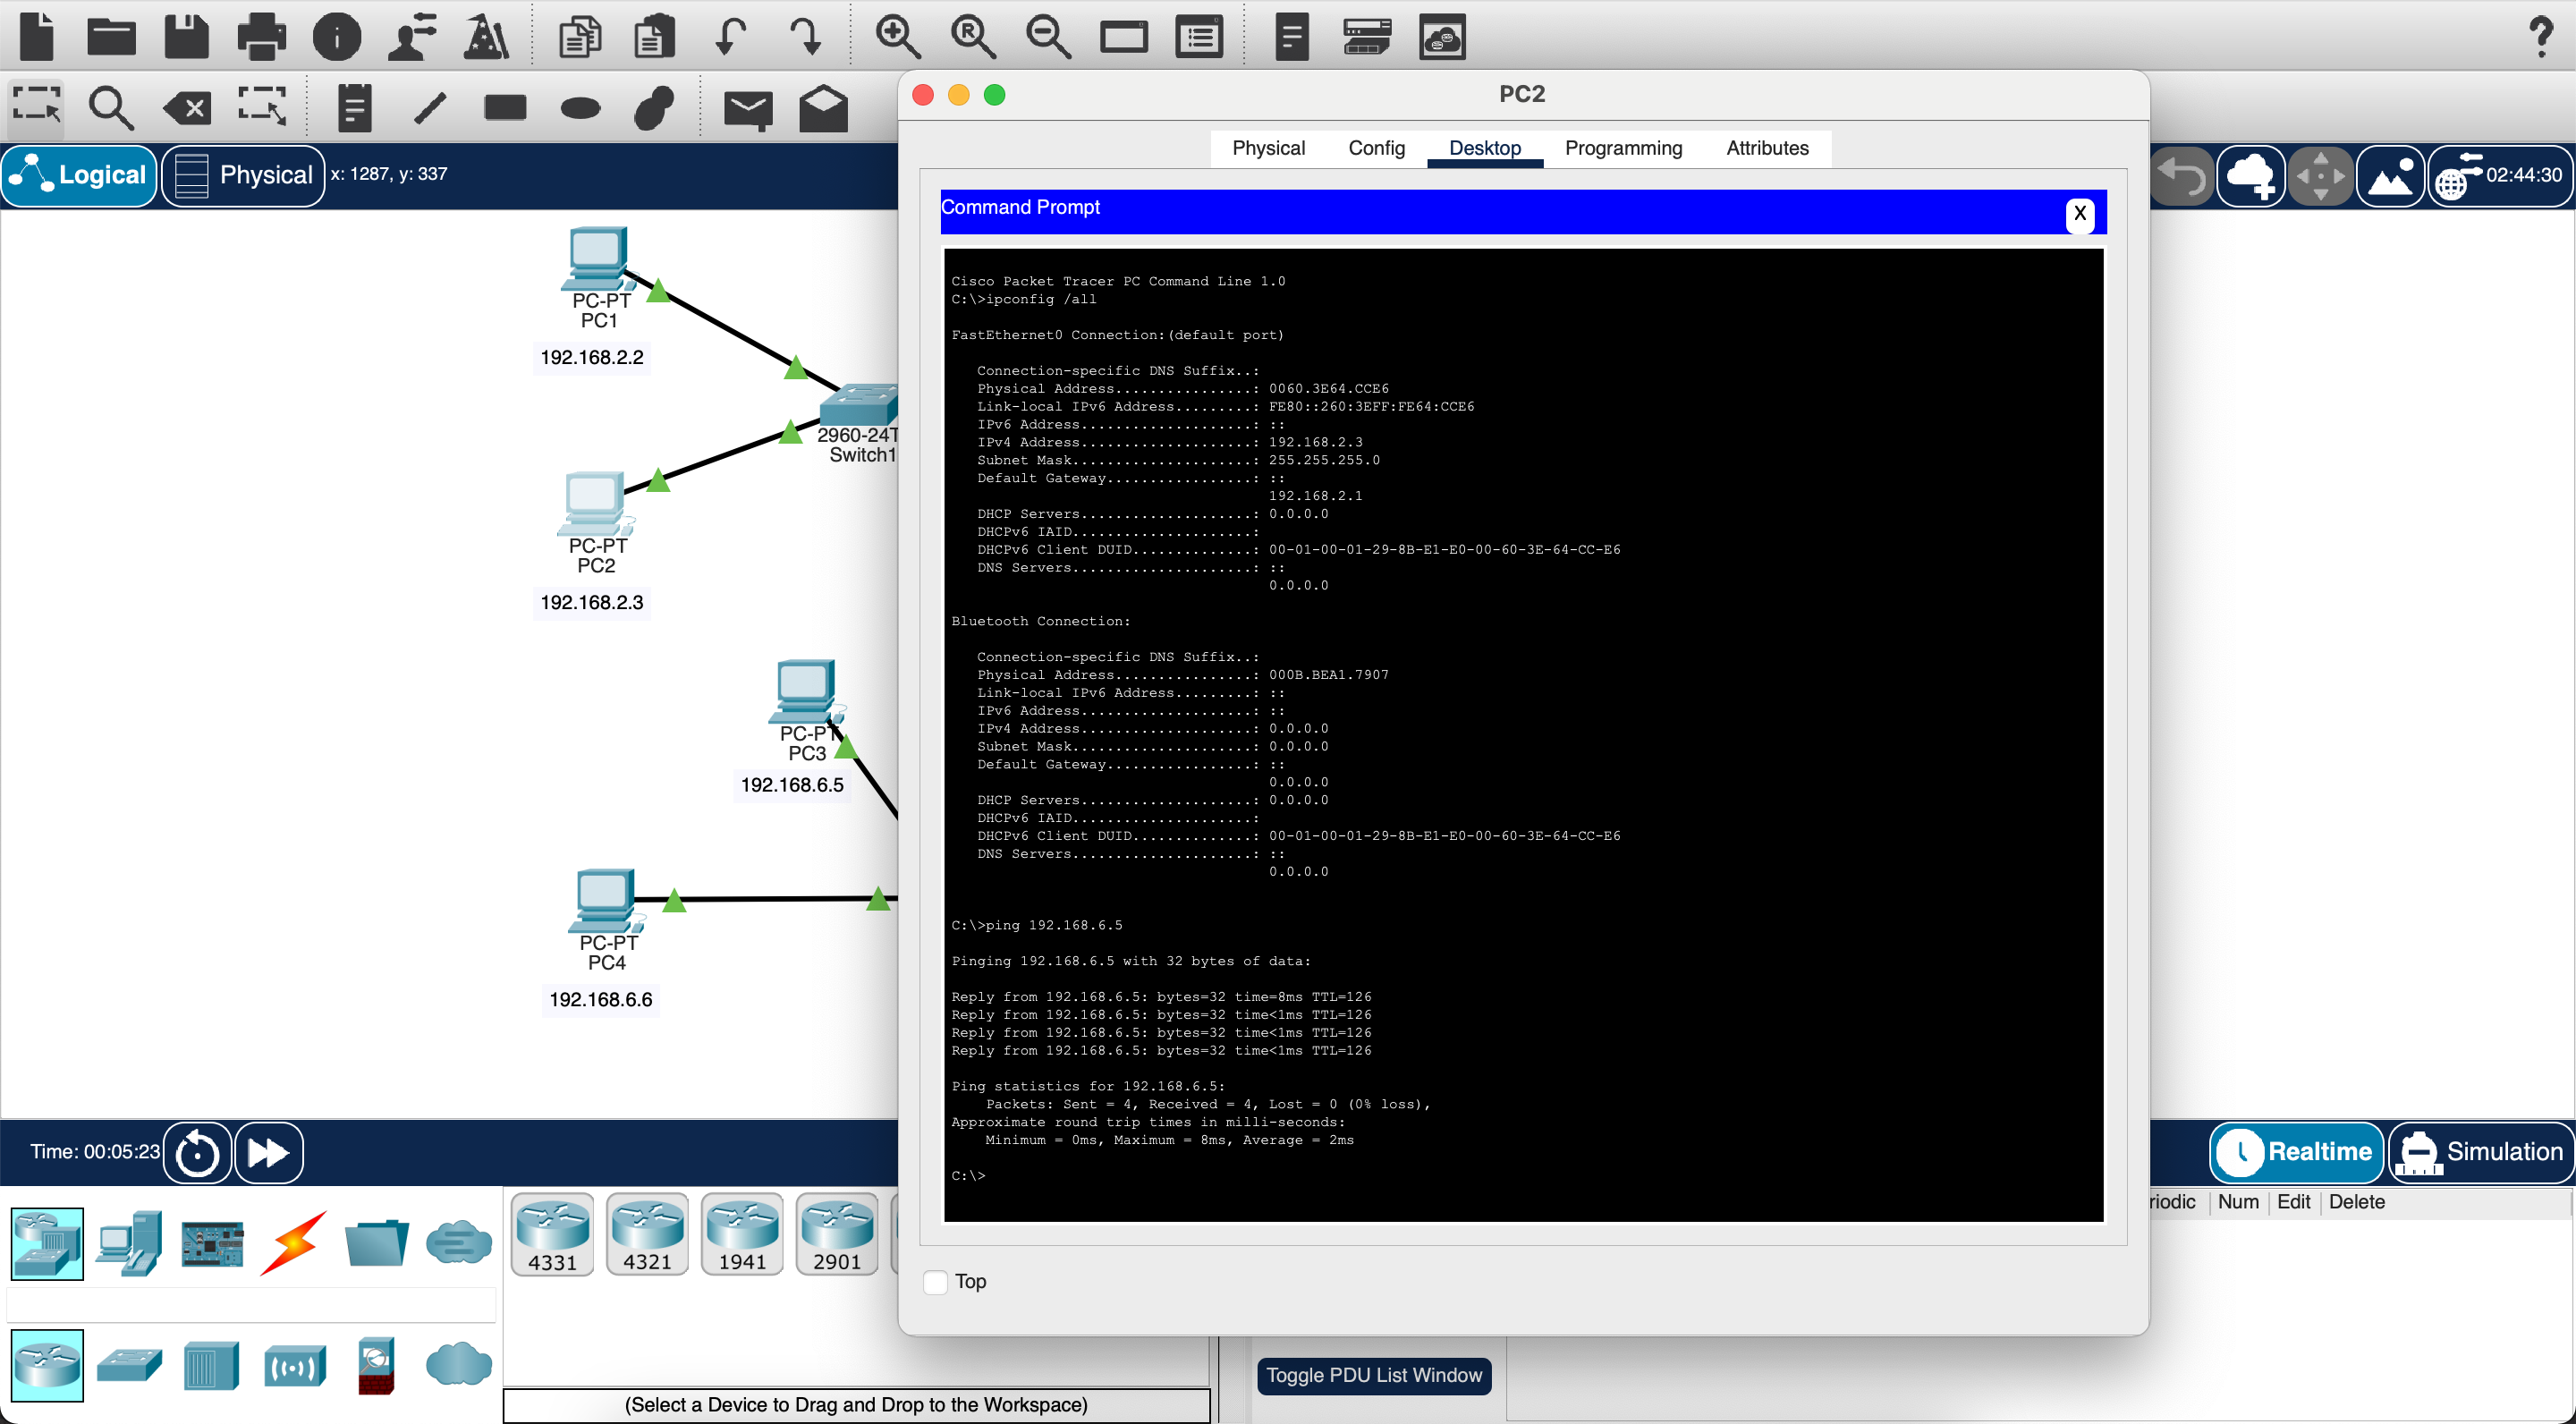 PC2
Physical Config Desktop Programming Attributes
Logical
Physical
x: 1287, y: 337
02:44:30
Command Prompt
X
Cisco Packet Tracer PC Command Line 1.0
C:\>ipconfig /all
FastEthernet0 Connection:(default port)
Connection-specific DNS Suffix..:
Physical Address................: 0060.3E64.CCE6
Link-local IPv6 Address.........: FE80::260:3EFF:FE64:CCE6
IPv6 Address....................: ::
IPv4 Address....................: 192.168.2.3
Subnet Mask.....................: 255.255.255.0
Default Gateway.................: ::
192.168.2.1
DHCP Servers....................: 0.0.0.0
DHCPv6 IAID.....................:
DHCPv6 Client DUID..............: 00-01-00-01-29-8B-E1-E0-00-60-3E-64-CC-E6
DNS Servers.....................: ::
0.0.0.0
Bluetooth Connection:
Connection-specific DNS Suffix..:
Physical Address................: 000B.BEA1.7907
Link-local IPv6 Address.........: ::
IPv6 Address....................: ::
IPv4 Address....................: 0.0.0.0
Subnet Mask.....................: 0.0.0.0
Default Gateway.................: ::
0.0.0.0
DHCP Servers....................: 0.0.0.0
DHCPv6 IAID.....................:
DHCPv6 Client DUID..............: 00-01-00-01-29-8B-E1-E0-00-60-3E-64-CC-E6
DNS Servers.....................: ::
0.0.0.0
C:\>ping 192.168.6.5
Pinging 192.168.6.5 with 32 bytes of data:
Reply from 192.168.6.5: bytes=32 time=8ms TTL=126
Reply from 192.168.6.5: bytes=32 time<1ms TTL=126
Reply from 192.168.6.5: bytes=32 time<1ms TTL=126
Reply from 192.168.6.5: bytes=32 time<1ms TTL=126
Ping statistics for 192.168.6.5:
Packets: Sent = 4, Received = 4, Lost = 0 (0% loss),
Approximate round trip times in milli-seconds:
Minimum = 0ms, Maximum = 8ms, Average = 2ms
C:\>
Top
PC-PT
PC1
192.168.2.2
2960-24T
Switch1
PC-PT
PC2
192.168.2.3
PC-PT
PC3
192.168.6.5
PC-PT
PC4
192.168.6.6
Time: 00:05:23
Realtime
Simulation
riodic Num Edit Delete
4331 4321 1941 2901
Toggle PDU List Window
(Select a Device to Drag and Drop to the Workspace)